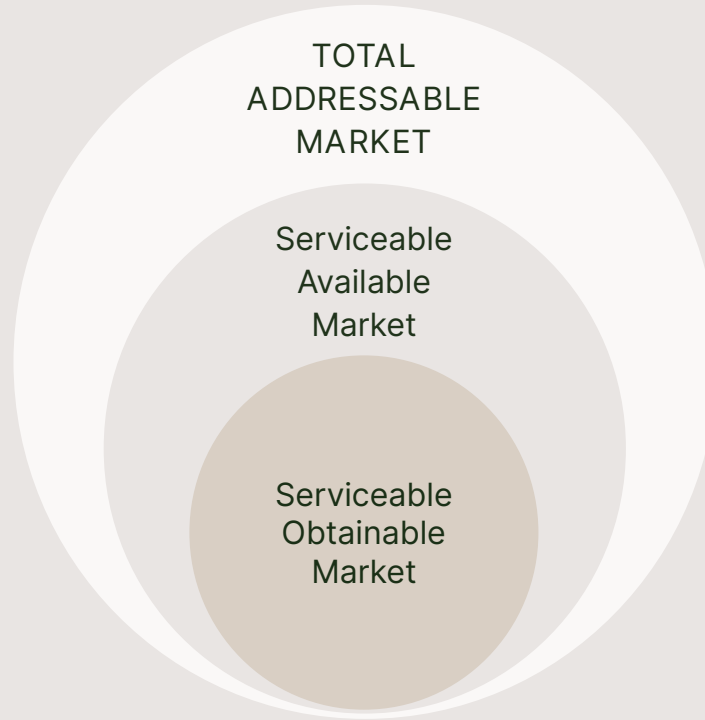 TOTAL
ADDRESSABLE
MARKET
Serviceable
Available
Market
Serviceable
Obtainable
Market